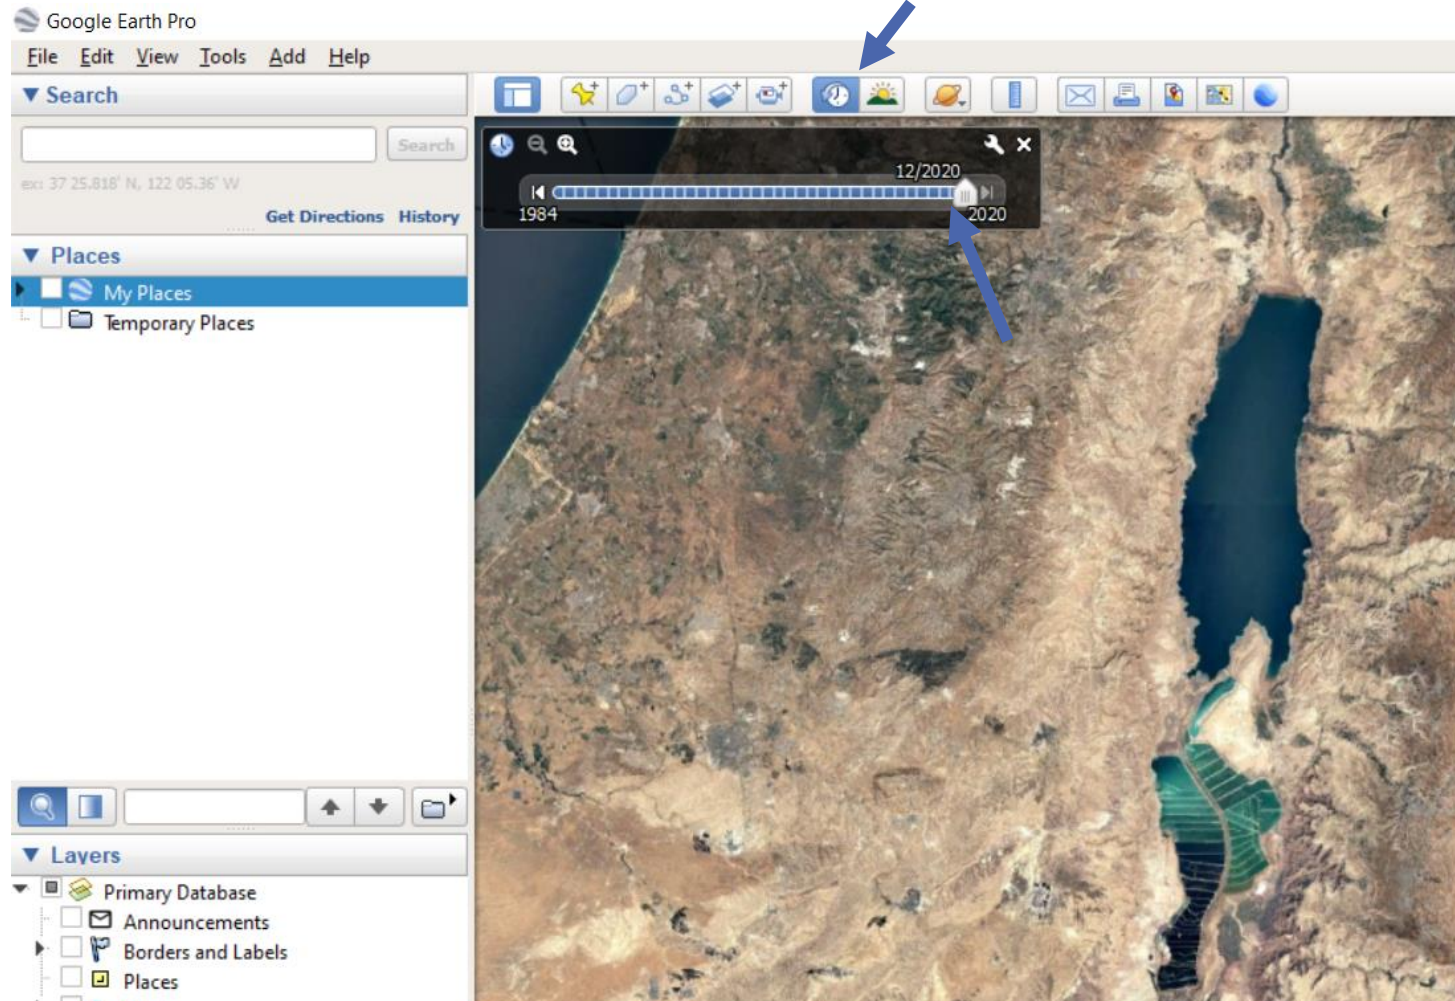 Google Earth Pro
File Edit View Tools Add Help
Search
Search
ex: 37 25.818' N, 122 05.36' W
Get Directions History
12/2020
1984
2020
Places
My Places
Temporary Places
Layers
Primary Database
Announcements
Borders and Labels
Places